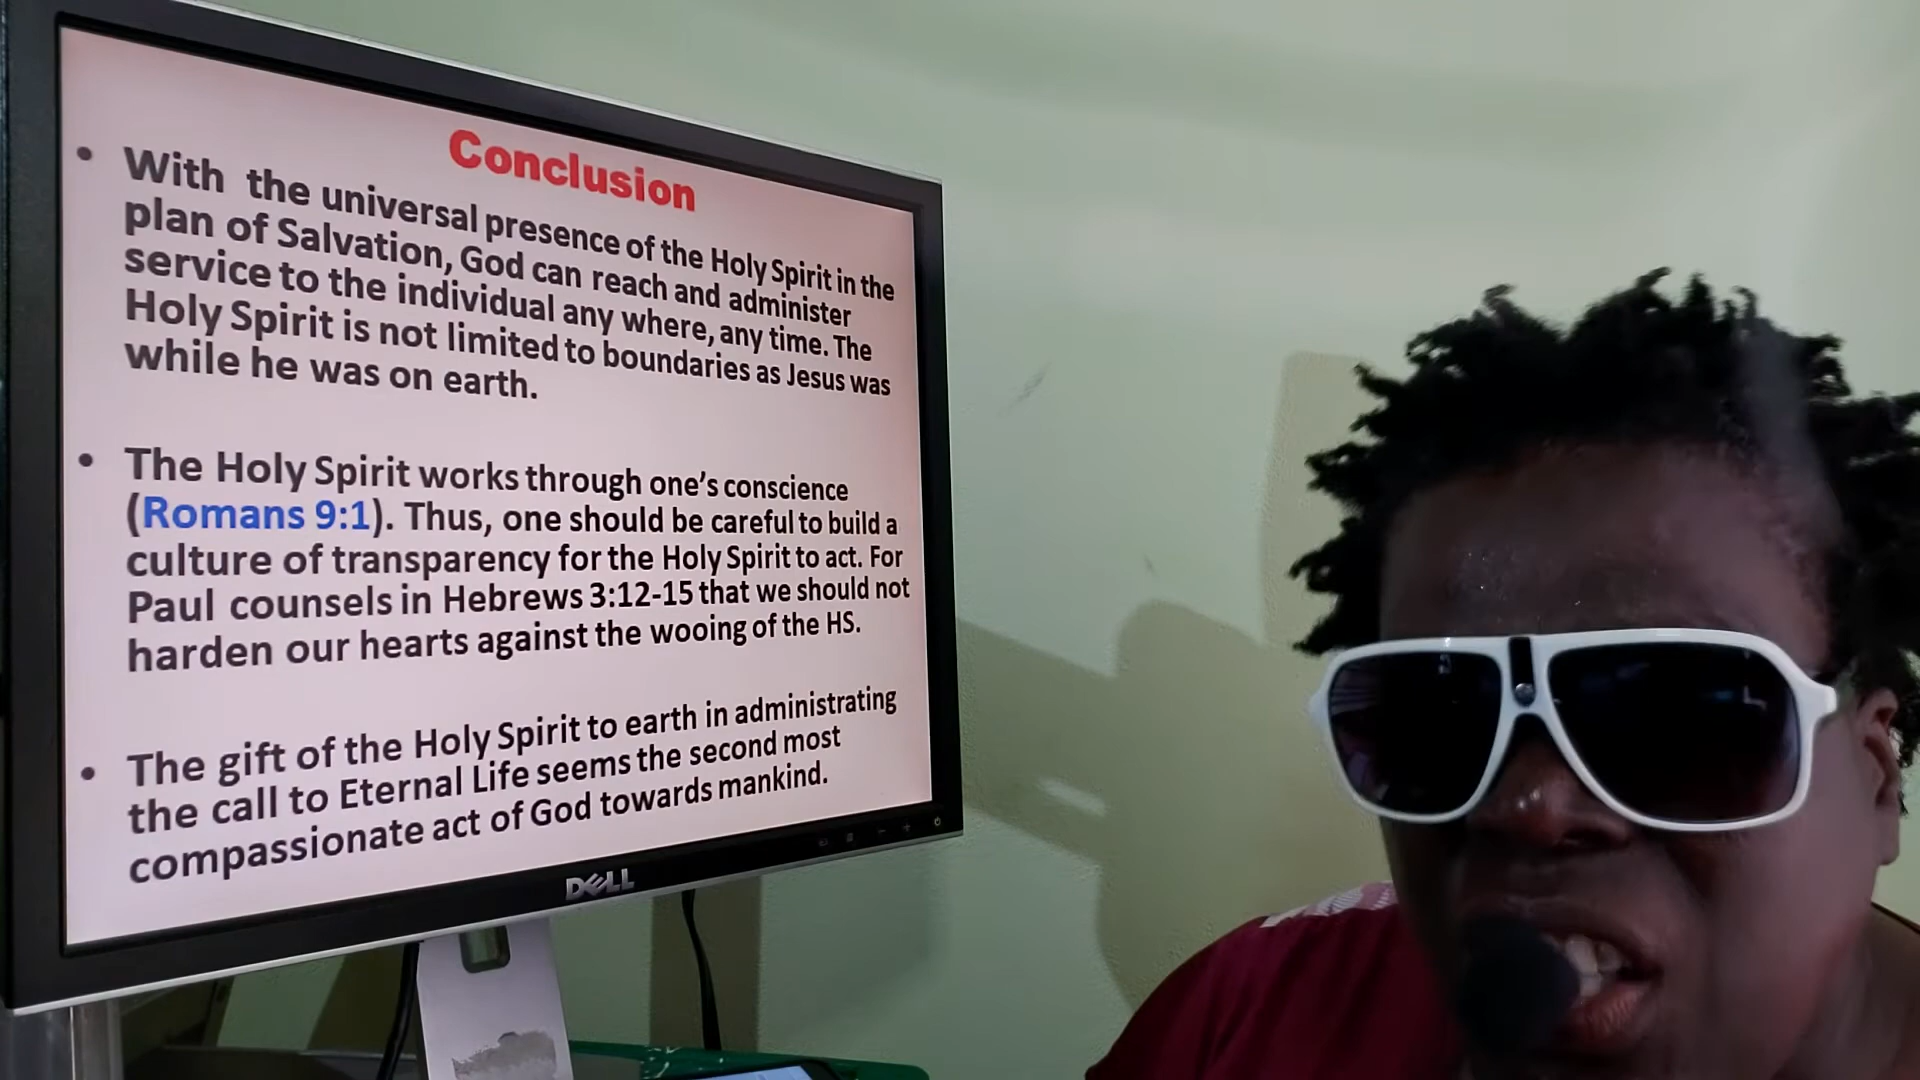 Conclusion
• With the universal presence of the Holy Spirit in the
plan of Salvation, God can reach and administer
service to the individual any where, any time. The
Holy Spirit is not limited to boundaries as Jesus was
while he was on earth.
• The Holy Spirit works through one’s conscience
(Romans 9:1). Thus, one should be careful to build a
culture of transparency for the Holy Spirit to act. For
Paul counsels in Hebrews 3:12-15 that we should not
harden our hearts against the wooing of the HS.
• The gift of the Holy Spirit to earth in administrating
the call to Eternal Life seems the second most
compassionate act of God towards mankind.
DELL